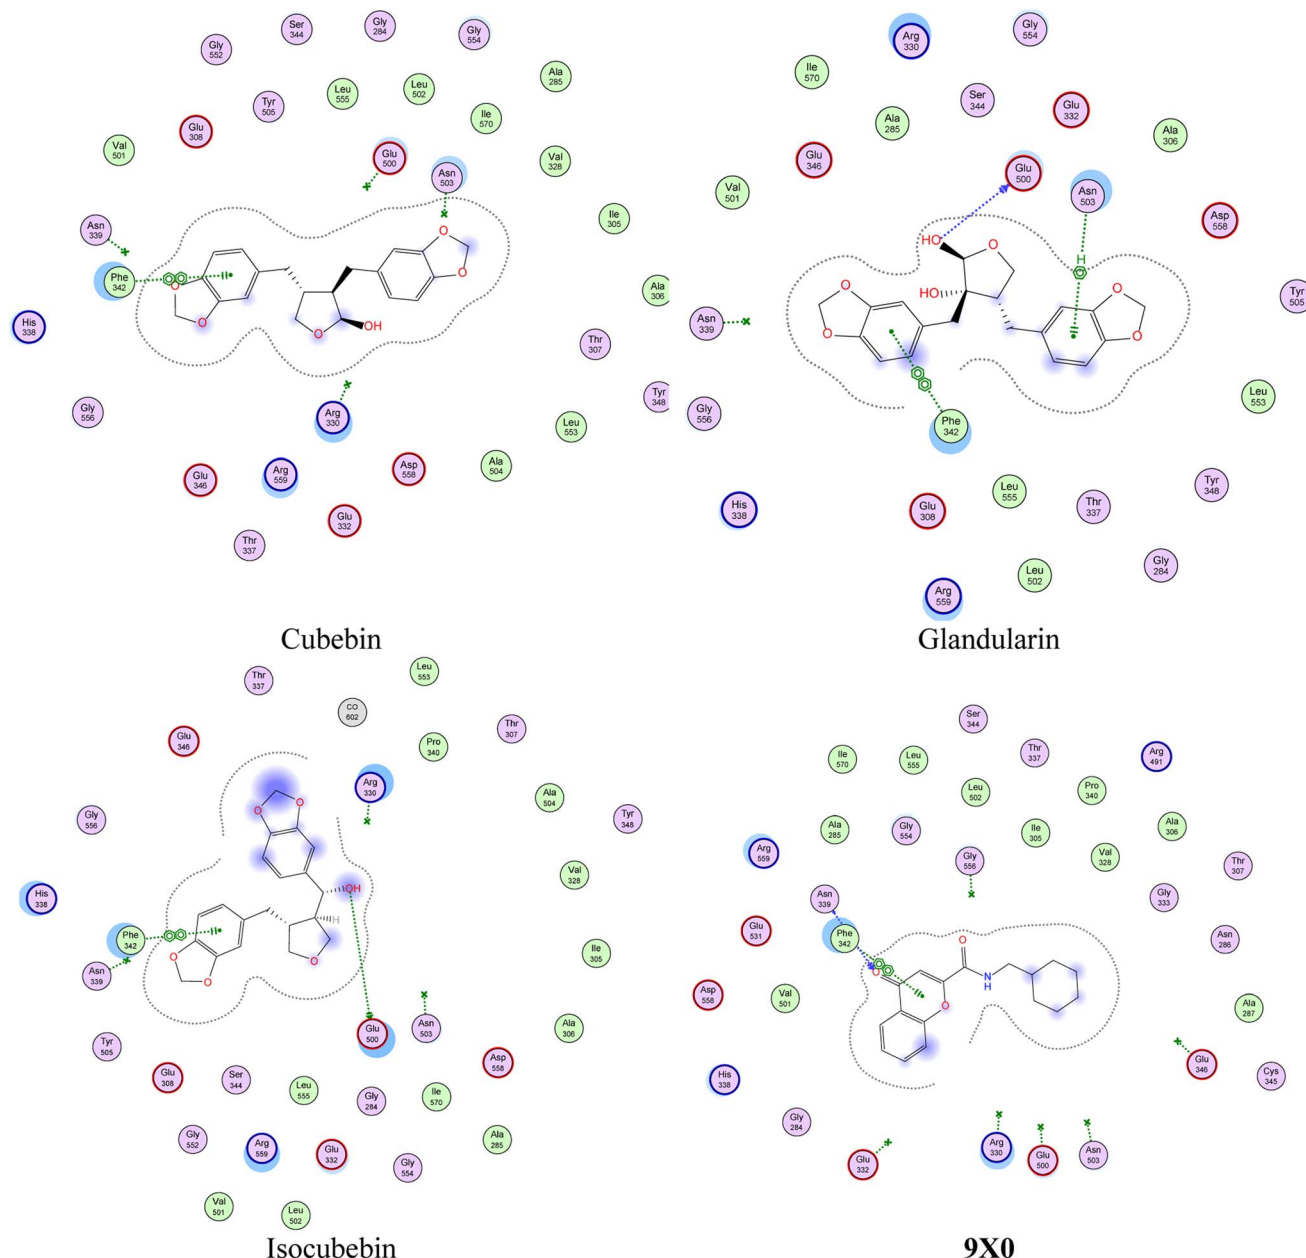 Gly 552
Ser 344
Gly 284
Gly 554
Ala 285
Leu 555
Leu 502
Tyr 505
Ile 570
Glu 308
Val 501
Glu 500
Asn 503
Val 328
Ile 305
Asn 339
Phe 342
O
O
O
O
O
OH
His 338
Ala 306
Thr 307
Tyr 348
Gly 556
Arg 330
Leu 553
Glu 346
Arg 559
Asp 558
Ala 504
Glu 332
Thr 337
Cubebin
Arg 330
Gly 554
Ile 570
Ser 344
Glu 332
Ala 285
Ala 306
Glu 346
Glu 500
Asn 503
Val 501
Asp 558
HO
O
H
HO
O
O
O
O
Tyr 505
Asn 339
Gly 556
Phe 342
Leu 553
Tyr 348
Leu 555
His 338
Glu 308
Thr 337
Gly 284
Leu 502
Arg 559
Glandularin
Leu 553
Thr 337
CO 602
Thr 307
Glu 346
Pro 340
Arg 330
Ala 504
Tyr 348
Gly 556
O
O
Val 328
His 338
OH
H
Phe 342
Asn 339
O
O
O
Ile 305
Glu 500
Asn 503
Ala 306
Tyr 505
Asp 558
Glu 308
Ser 344
Leu 555
Gly 284
Ile 570
Gly 552
Arg 559
Glu 332
Gly 554
Ala 285
Val 501
Leu 502
Isocubebin
Ser 344
Ile 570
Leu 555
Thr 337
Arg 491
Leu 502
Pro 340
Ala 285
Gly 554
Ile 305
Ala 306
Arg 559
Gly 556
Val 328
Thr 307
Asn 339
Gly 333
Glu 531
Phe 342
Asn 286
O
O
N
H
O
Asp 558
Val 501
Ala 287
His 338
Glu 346
Cys 345
Gly 284
Glu 332
Arg 330
Glu 500
Asn 503
9X0